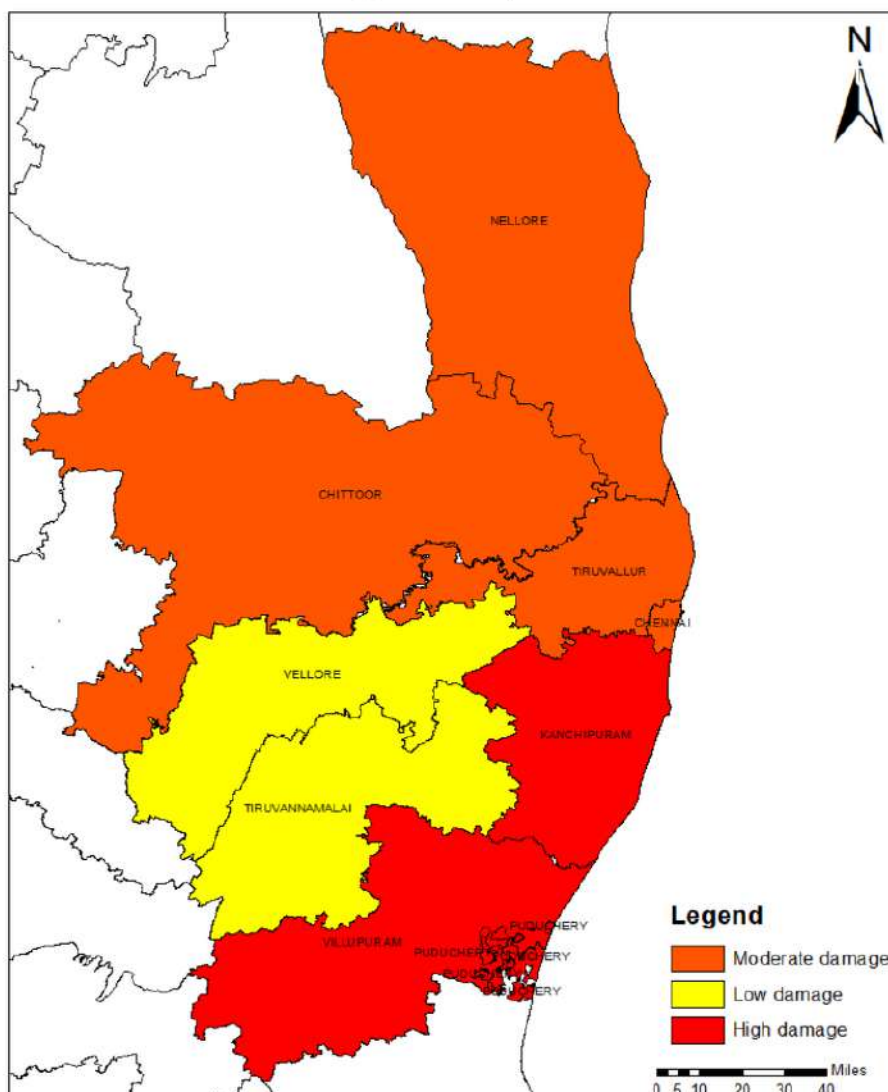 N
NELLORE
CHITTOOR
TIRUVALLUR
CHENNAI
VELLORE
KANCHIPURAM
TIRUVANNAMALAI
PUDUCHERY
VILLUPURAM
Legend
Moderate damage
Low damage
High damage
Miles
0 5 10 20 30 40